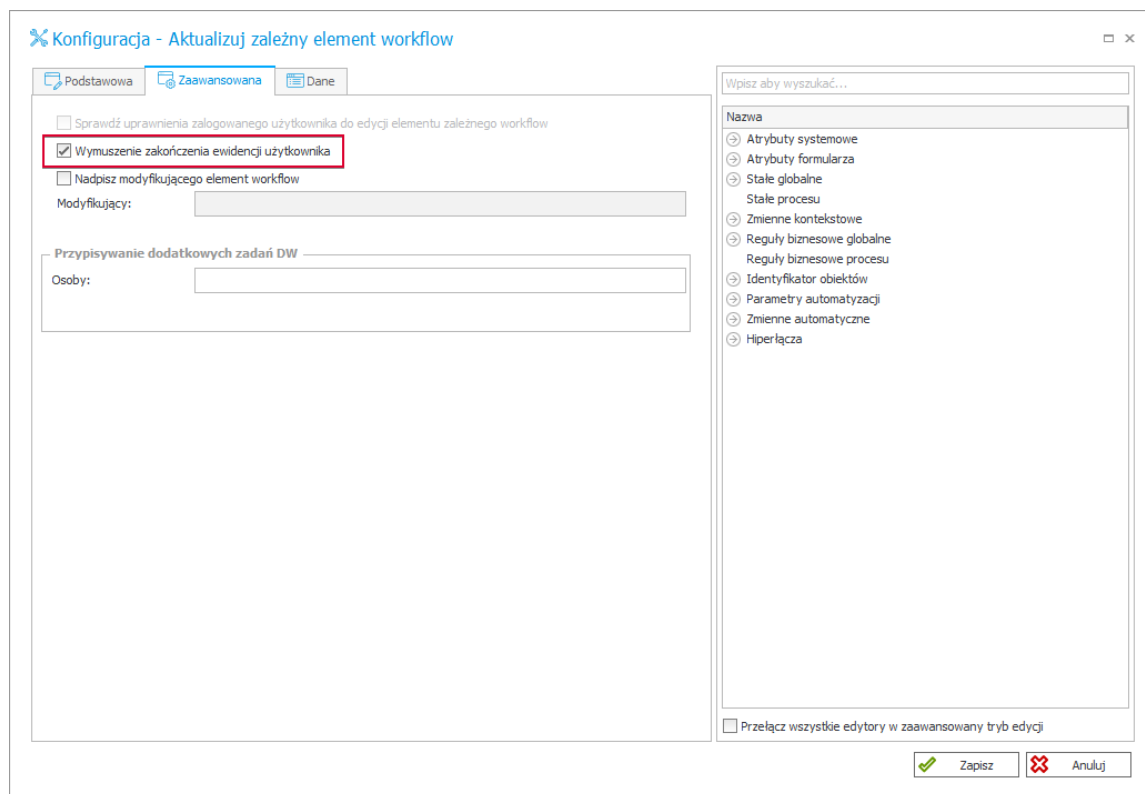 Konfiguracja - Aktualizuj zależny element workflow
Podstawowa
Zaawansowana
Dane
Sprawdź uprawnienia zalogowanego użytkownika do edycji elementu zależnego workflow
Wymuszenie zakończenia ewidencji użytkownika
Nadpisz modyfikującego element workflow
Modyfikujący:
Przypisywanie dodatkowych zadań DW
Osoby:
Wpisz aby wyszukać...
Nazwa
Atrybuty systemowe
Atrybuty formularza
Stałe globalne
Stałe procesu
Zmienne kontekstowe
Reguły biznesowe globalne
Reguły biznesowe procesu
Identyfikator obiektów
Parametry automatyzacji
Zmienne automatyczne
Hiperłącza
Przełącz wszystkie edytory w zaawansowany tryb edycji
Zapisz
Anuluj